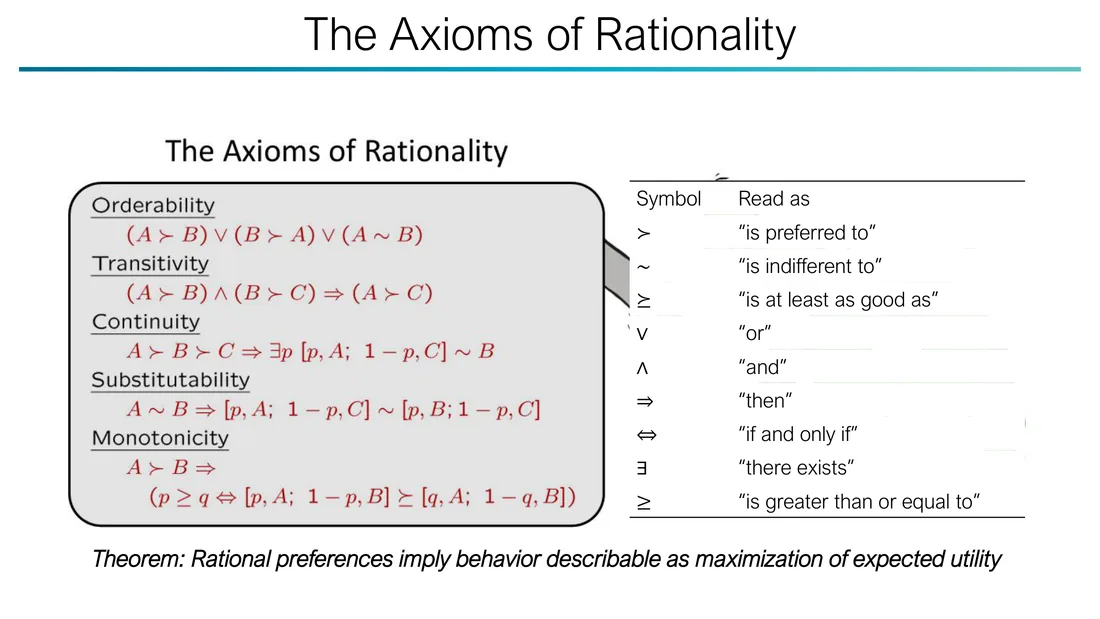 The Axioms of Rationality
The Axioms of Rationality
Orderability
(A ≻ B) ∨ (B ≻ A) ∨ (A ∼ B)
Transitivity
(A ≻ B) ∧ (B ≻ C) ⇒ (A ≻ C)
Continuity
A ≻ B ≻ C ⇒ ∃p [p, A; 1 − p, C] ∼ B
Substitutability
A ∼ B ⇒ [p, A; 1 − p, C] ∼ [p, B; 1 − p, C]
Monotonicity
A ≻ B ⇒
(p ≥ q ⇔ [p, A; 1 − p, B] ⪰ [q, A; 1 − q, B])
Symbol Read as
≻ "is preferred to"
∼ "is indifferent to"
⪰ "is at least as good as"
∨ "or"
∧ "and"
⇒ "then"
⇔ "if and only if"
∃ "there exists"
≥ "is greater than or equal to"
Theorem: Rational preferences imply behavior describable as maximization of expected utility